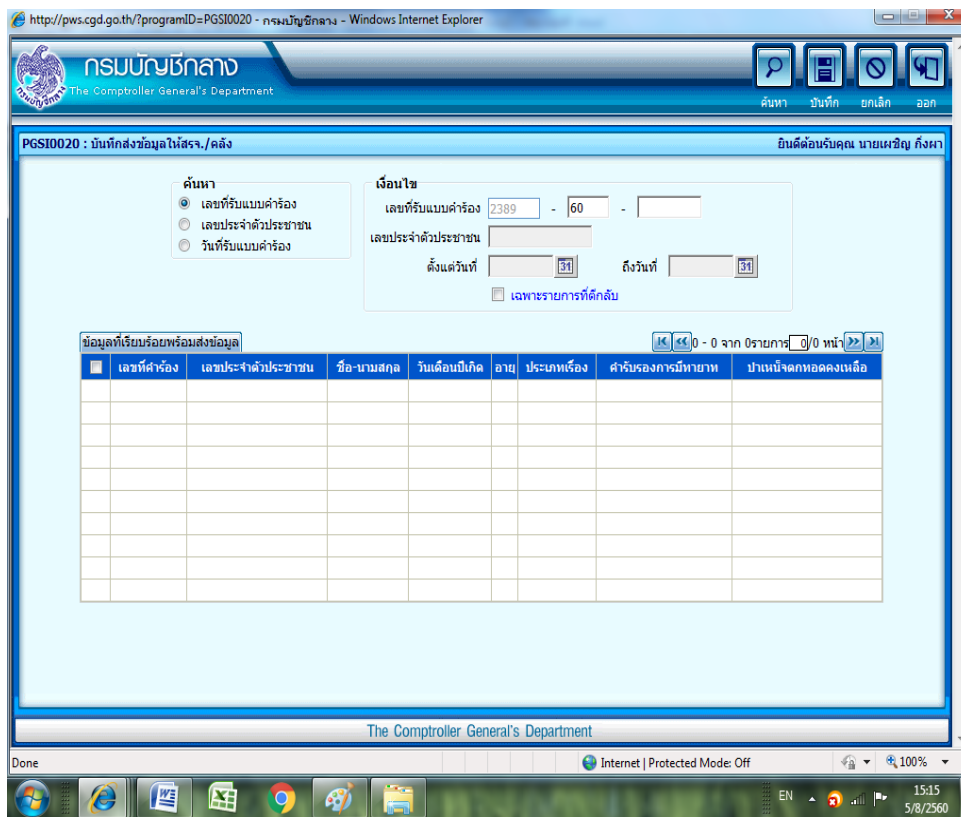 http://pws.cgd.go.th/?programID=PGSI0020 - กรมบัญชีกลาง - Windows Internet Explorer
กรมบัญชีกลาง
The Comptroller General's Department
ค้นหา บันทึก ยกเลิก ออก
PGSI0020 : บันทึกส่งข้อมูลให้สรจ./คลัง ยินดีต้อนรับคุณ นายเผชิญ กิ่งผา
ค้นหา เงื่อนไข
เลขที่รับแบบคำร้อง เลขที่รับแบบคำร้อง 2389 - 60 -
เลขประจำตัวประชาชน เลขประจำตัวประชาชน
วันที่รับแบบคำร้อง ตั้งแต่วันที่ 31 ถึงวันที่ 31
เฉพาะรายการที่ตีกลับ
ข้อมูลที่เรียบร้อยพร้อมส่งข้อมูล 0 - 0 จาก 0รายการ 0/0 หน้า
เลขที่คำร้อง เลขประจำตัวประชาชน ชื่อ-นามสกุล วันเดือนปีเกิด อายุ ประเภทเรื่อง คำรับรองการมีทายาท บำเหน็จตกทอดคงเหลือ
The Comptroller General's Department
Done Internet | Protected Mode: Off 100%
EN 15:15
5/8/2560